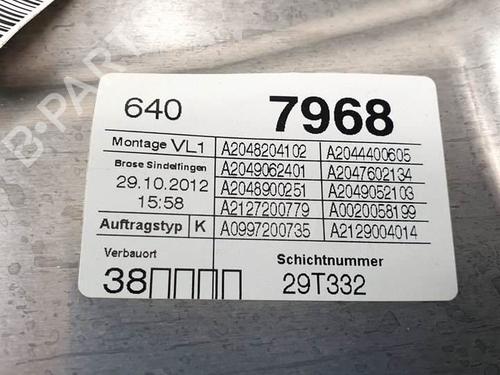 640 7968
Montage VL1 A2048204102 A2044400605
Brose Sindelfingen A2049062401 A2047602134
29.10.2012 A2048900251 A2049052103
15:58 A2127200779 A0020058199
Auftragstyp K A0997200735 A2129004014
Verbauort Schichtnummer
38 29T332
B-PARTS